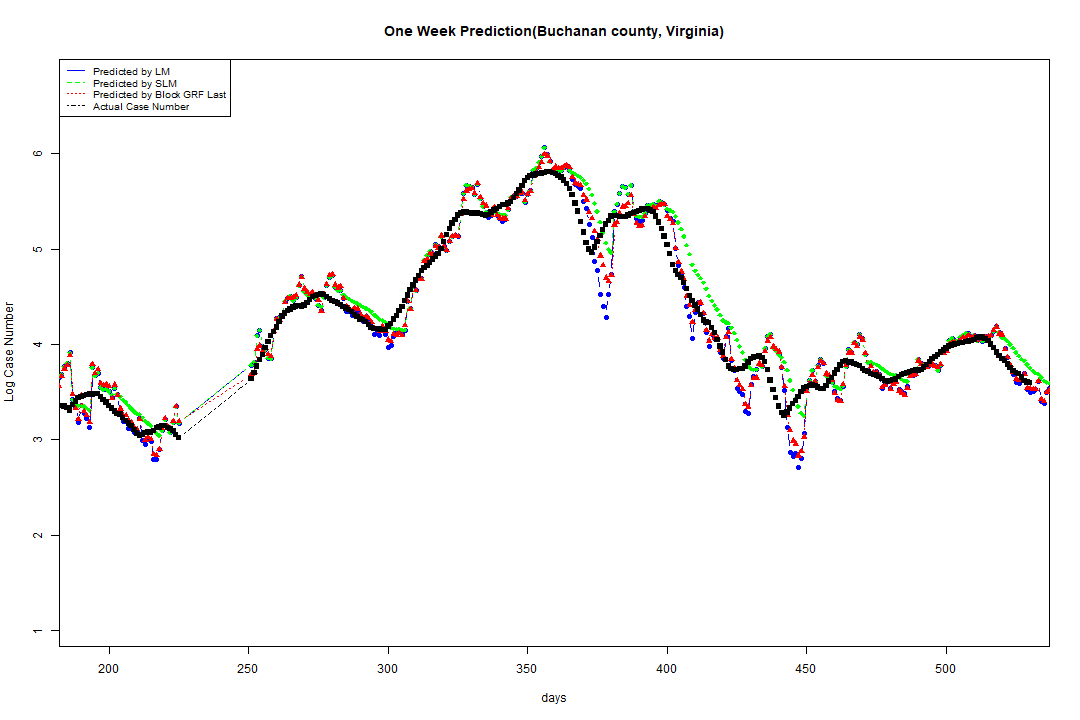 One Week Prediction(Buchanan county, Virginia)
Predicted by LM
Predicted by SLM
Predicted by Block GRF Last
Actual Case Number
Log Case Number
6
5
4
3
2
1
200 250 300 350 400 450 500
days